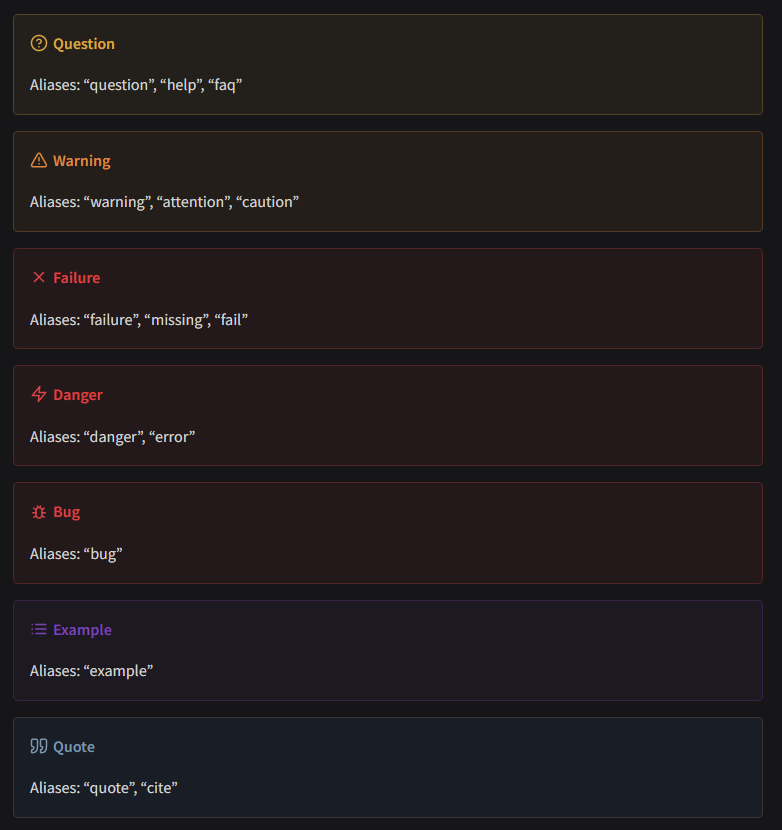 Question
Aliases: “question”, “help”, “faq”
Warning
Aliases: “warning”, “attention”, “caution”
Failure
Aliases: “failure”, “missing”, “fail”
Danger
Aliases: “danger”, “error”
Bug
Aliases: “bug”
Example
Aliases: “example”
Quote
Aliases: “quote”, “cite”